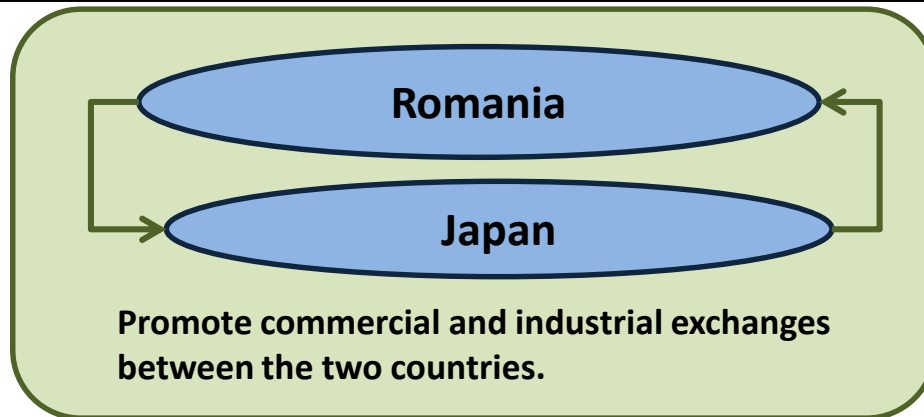 Romania
Japan
Promote commercial and industrial exchanges
between the two countries.